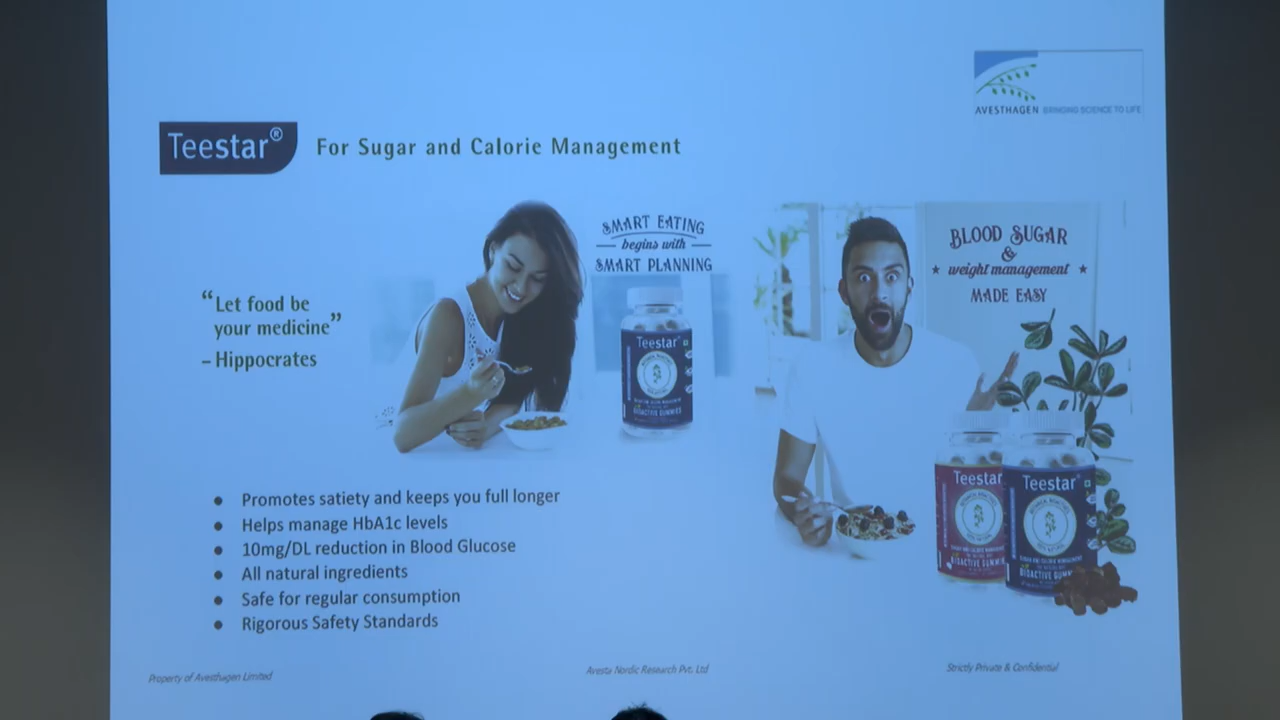 AVESTHAGEN BRINGING SCIENCE TO LIFE
Teestar® For Sugar and Calorie Management
SMART EATING
begins with
SMART PLANNING
BLOOD SUGAR
&
weight management
MADE EASY
“Let food be
your medicine”
– Hippocrates
Teestar
BIOACTIVE GUMMIES
Teestar
BIOACTIVE
Teestar
BIOACTIVE
● Promotes satiety and keeps you full longer
● Helps manage HbA1c levels
● 10mg/DL reduction in Blood Glucose
● All natural ingredients
● Safe for regular consumption
● Rigorous Safety Standards
Property of Avesthagen Limited
Avesta Nordic Research Pvt. Ltd
Strictly Private & Confidential